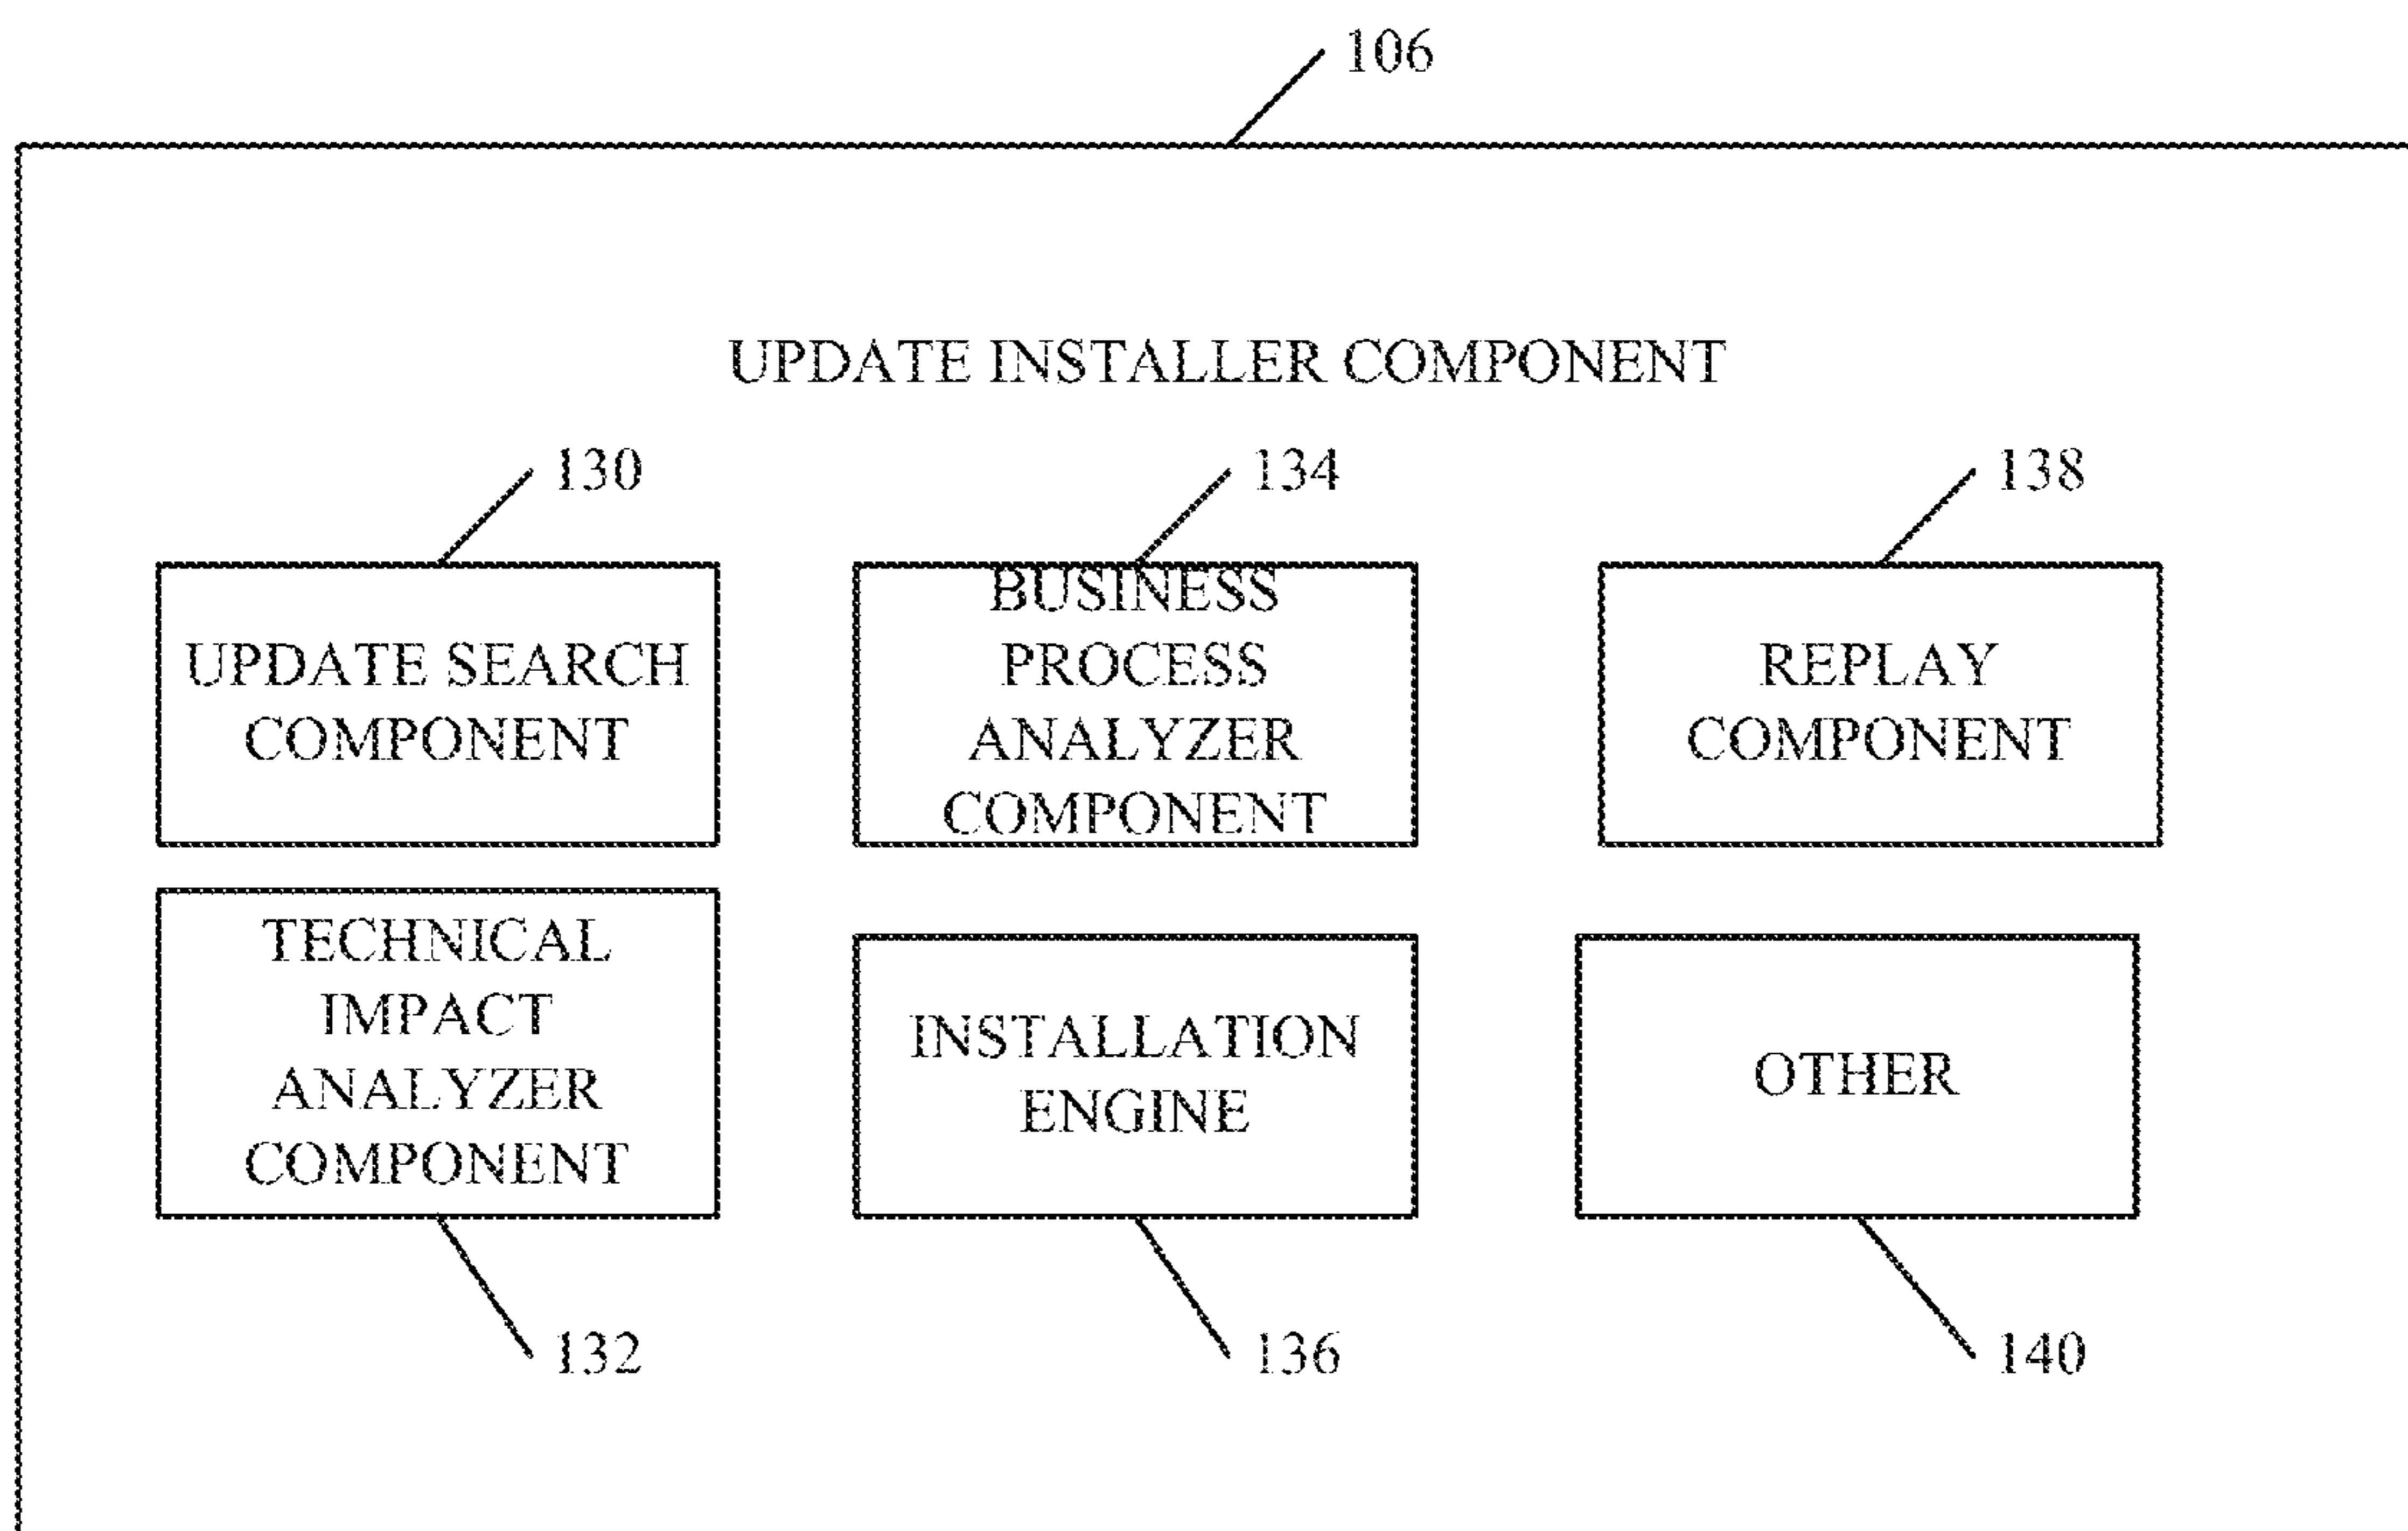 106
UPDATE INSTALLER COMPONENT
130
134
138
UPDATE SEARCH
COMPONENT
BUSINESS
PROCESS
ANALYZER
COMPONENT
REPLAY
COMPONENT
TECHNICAL
IMPACT
ANALYZER
COMPONENT
INSTALLATION
ENGINE
OTHER
132
136
140